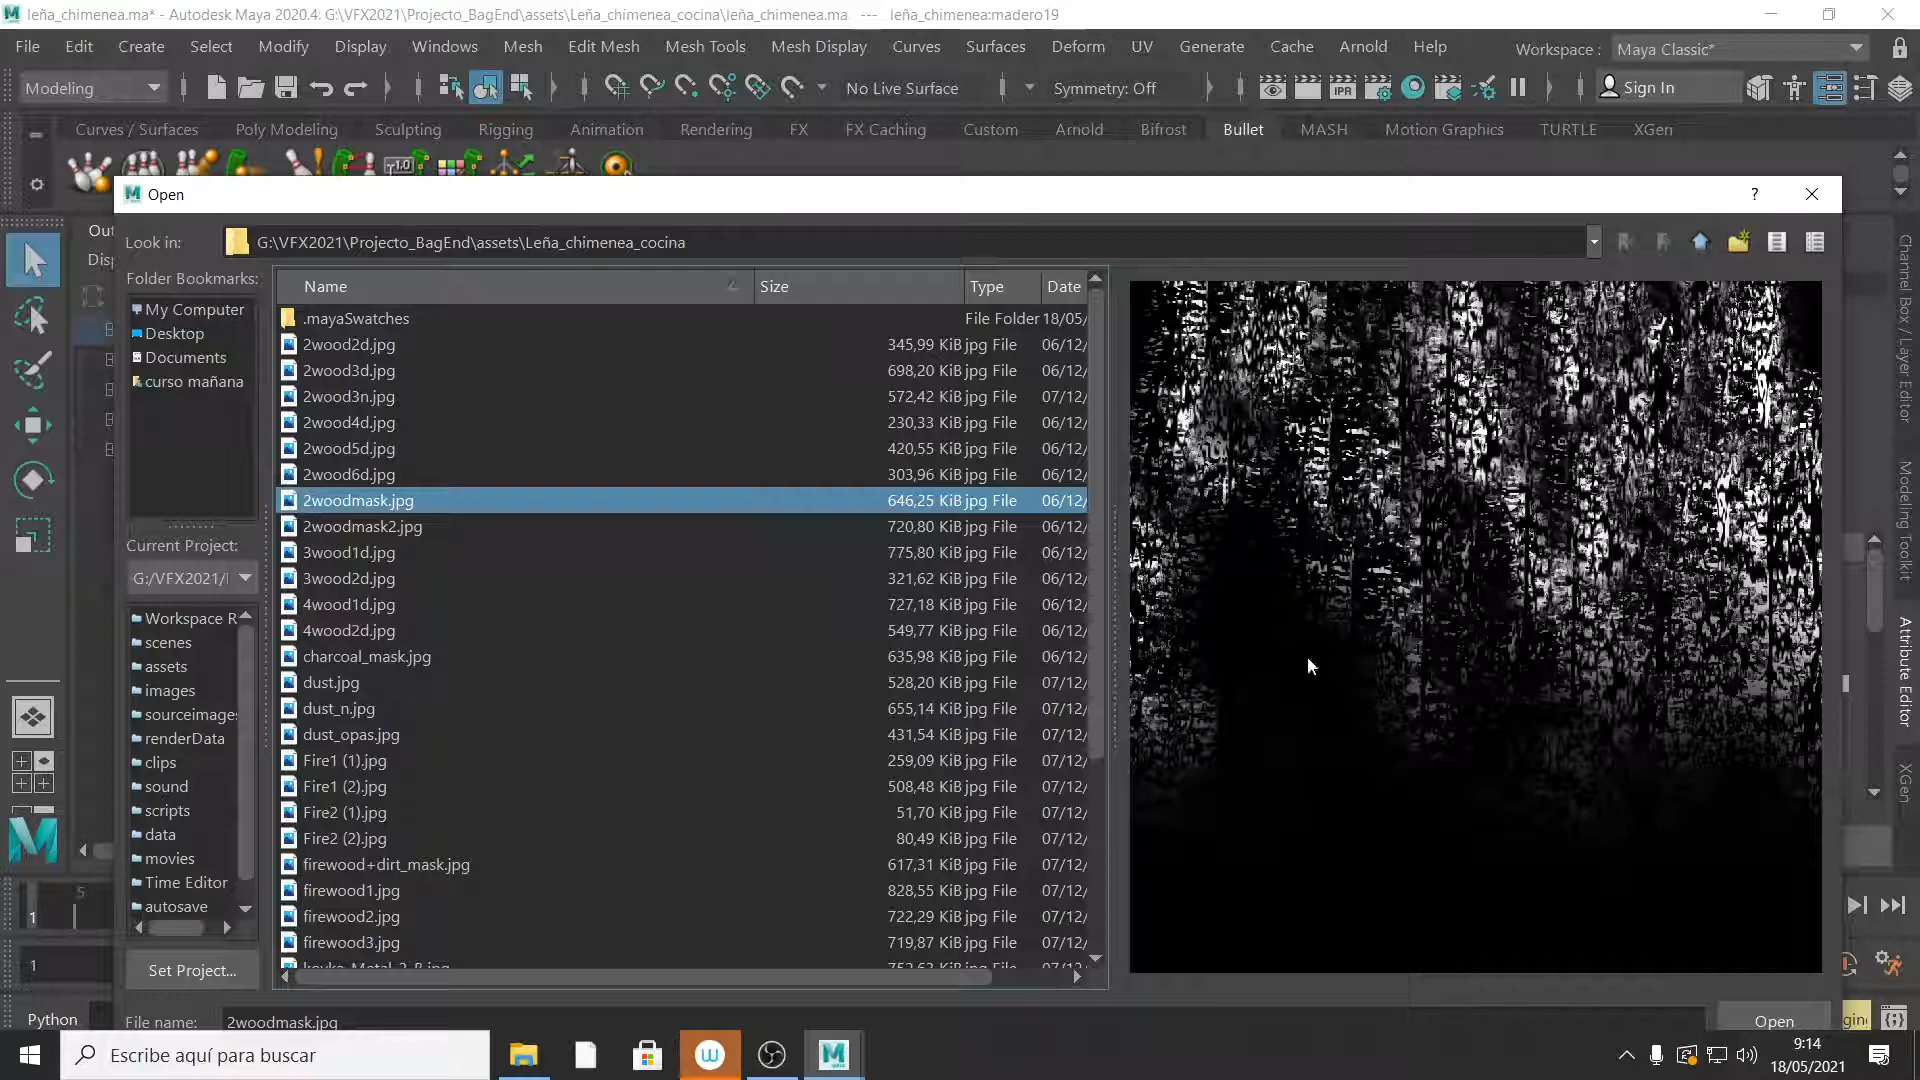 leña_chimenea.ma* - Autodesk Maya 2020.4: G:\VFX2021\Projecto_BagEnd\assets\Leña_chimenea_cocina\leña_chimenea.ma --- leña_chimenea:madero19
File Edit Create Select Modify Display Windows Mesh Edit Mesh Mesh Tools Mesh Display Curves Surfaces Deform UV Generate Cache Arnold Help Workspace : Maya Classic*
Modeling No Live Surface Symmetry: Off Sign In
Curves / Surfaces Poly Modeling Sculpting Rigging Animation Rendering FX FX Caching Custom Arnold Bifrost Bullet MASH Motion Graphics TURTLE XGen
Open ?
Look in: G:\VFX2021\Projecto_BagEnd\assets\Leña_chimenea_cocina
Folder Bookmarks:
My Computer
Desktop
Documents
curso mañana
Current Project:
G:/VFX2021/
Workspace R
scenes
assets
images
sourceimages
renderData
clips
sound
scripts
data
movies
Time Editor
autosave
Set Project...
Name Size Type Date
.mayaSwatches File Folder 18/05/
2wood2d.jpg 345,99 KiB jpg File 06/12/
2wood3d.jpg 698,20 KiB jpg File 06/12/
2wood3n.jpg 572,42 KiB jpg File 07/12/
2wood4d.jpg 230,33 KiB jpg File 06/12/
2wood5d.jpg 420,55 KiB jpg File 06/12/
2wood6d.jpg 303,96 KiB jpg File 06/12/
2woodmask.jpg 646,25 KiB jpg File 06/12/
2woodmask2.jpg 720,80 KiB jpg File 06/12/
3wood1d.jpg 775,80 KiB jpg File 06/12/
3wood2d.jpg 321,62 KiB jpg File 06/12/
4wood1d.jpg 727,18 KiB jpg File 06/12/
4wood2d.jpg 549,77 KiB jpg File 06/12/
charcoal_mask.jpg 635,98 KiB jpg File 06/12/
dust.jpg 528,20 KiB jpg File 07/12/
dust_n.jpg 655,14 KiB jpg File 07/12/
dust_opas.jpg 431,54 KiB jpg File 07/12/
Fire1 (1).jpg 259,09 KiB jpg File 07/12/
Fire1 (2).jpg 508,48 KiB jpg File 07/12/
Fire2 (1).jpg 51,70 KiB jpg File 07/12/
Fire2 (2).jpg 80,49 KiB jpg File 07/12/
firewood+dirt_mask.jpg 617,31 KiB jpg File 07/12/
firewood1.jpg 828,55 KiB jpg File 07/12/
firewood2.jpg 722,29 KiB jpg File 07/12/
firewood3.jpg 719,87 KiB jpg File 07/12/
File name: 2woodmask.jpg Open
Out
Disp
Channel Box / Layer Editor
Modeling Toolkit
Attribute Editor
XGen
5
1
1
Python
Escribe aquí para buscar
9:14
18/05/2021